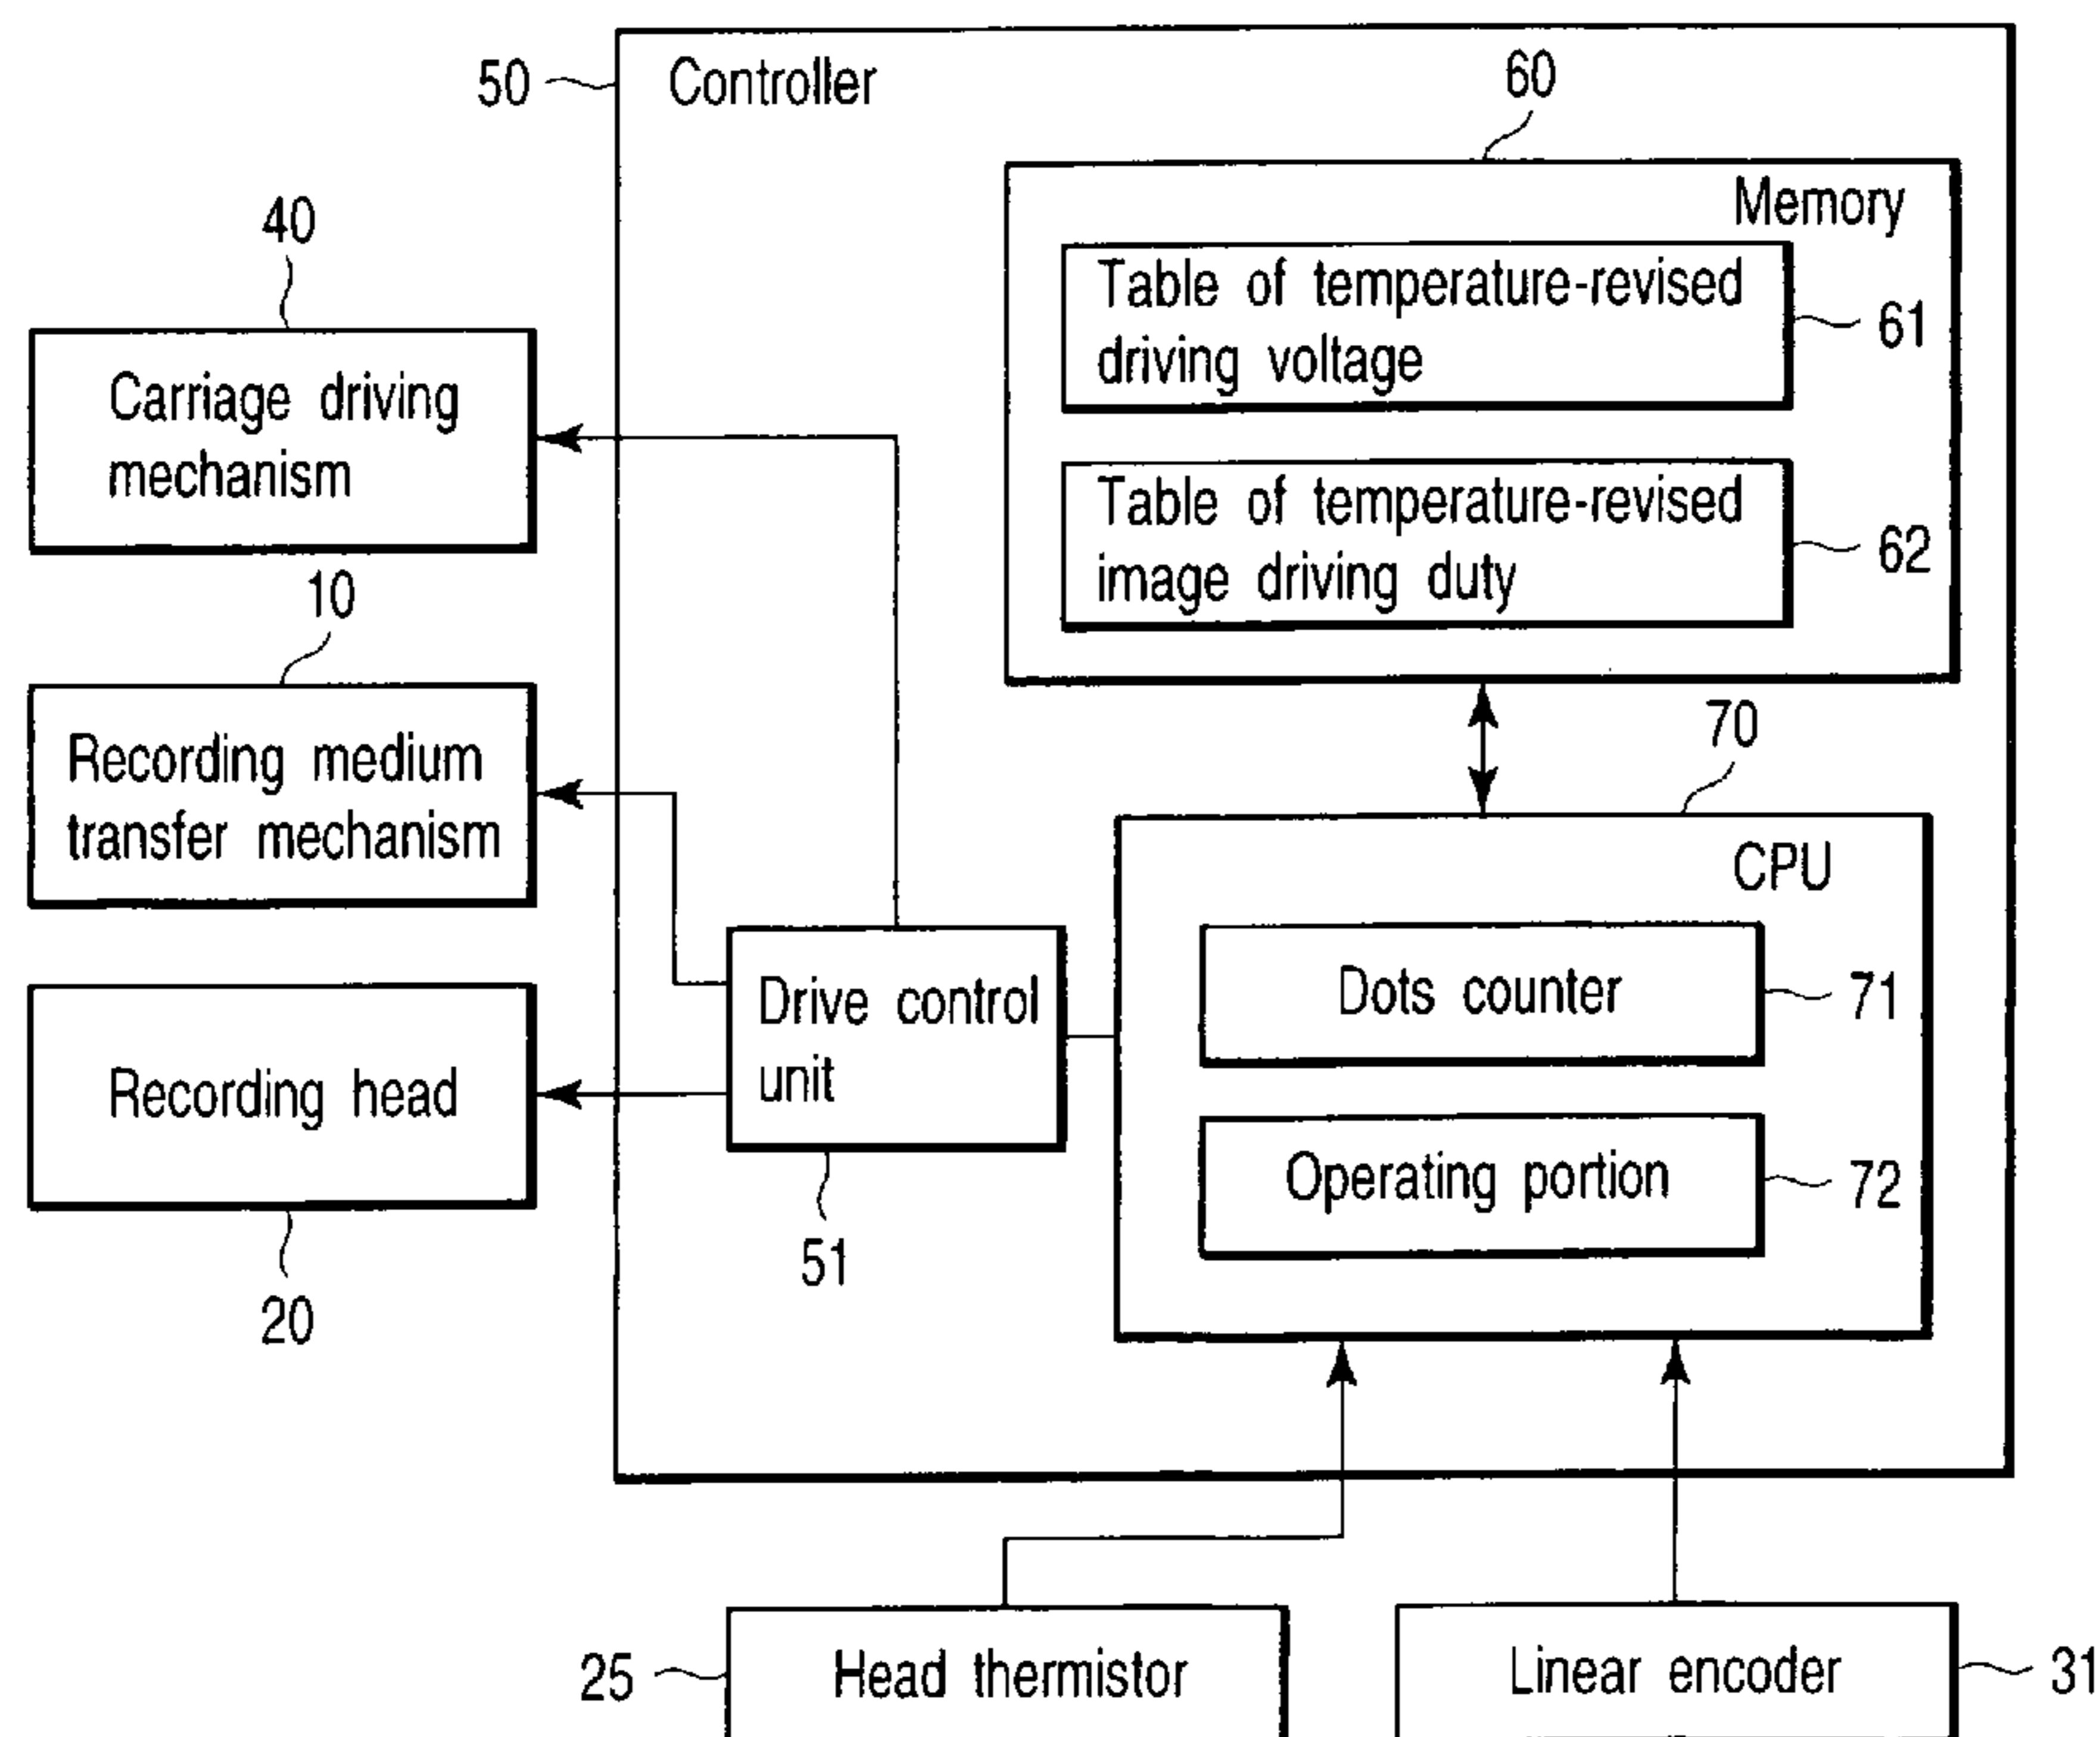 50
Controller
60
Memory
Table of temperature-revised
driving voltage
61
Table of temperature-revised
image driving duty
62
40
Carriage driving
mechanism
10
Recording medium
transfer mechanism
Recording head
20
Drive control
unit
51
70
CPU
Dots counter
71
Operating portion
72
25
Head thermistor
Linear encoder
31